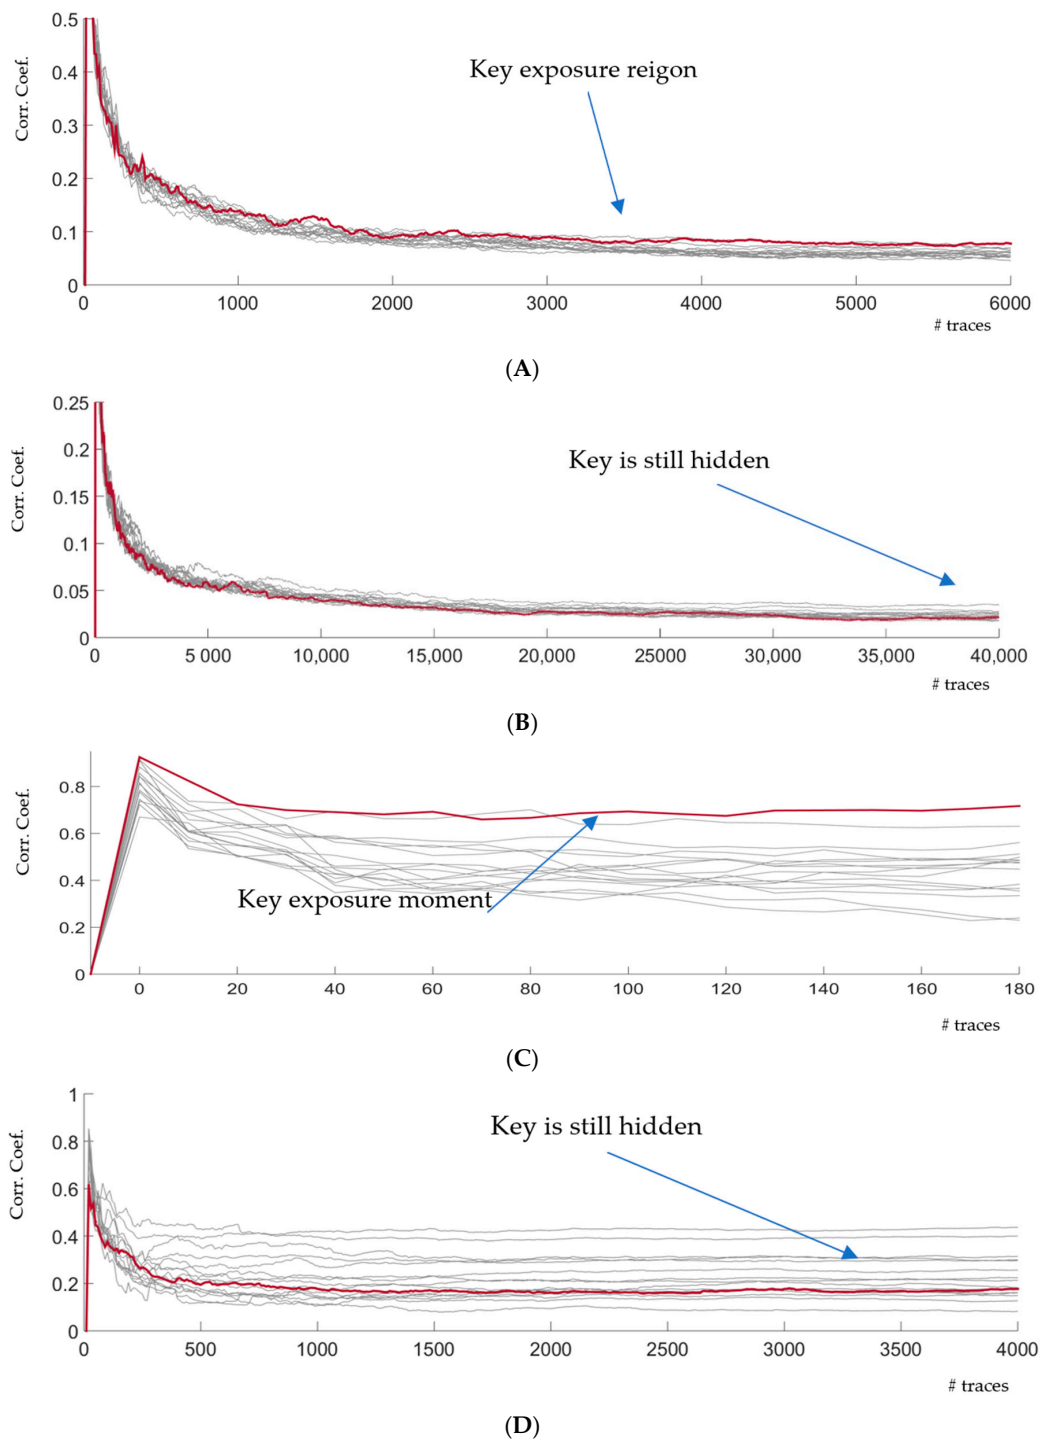 0.5
Corr. Coef.
0.4
Key exposure reigon
0.3
0.2
0.1
0
0 1000 2000 3000 4000 5000 6000
# traces
(A)
0.25
Corr. Coef.
0.2
Key is still hidden
0.15
0.1
0.05
0
0 5 000 10,000 15,000 20,000 25000 30,000 35,000 40,000
# traces
(B)
Corr. Coef.
0.8
0.6
0.4
Key exposure moment
0.2
0
0 20 40 60 80 100 120 140 160 180
# traces
(C)
1
Corr. Coef.
Key is still hidden
0.8
0.6
0.4
0.2
0
0 500 1000 1500 2000 2500 3000 3500 4000
# traces
(D)